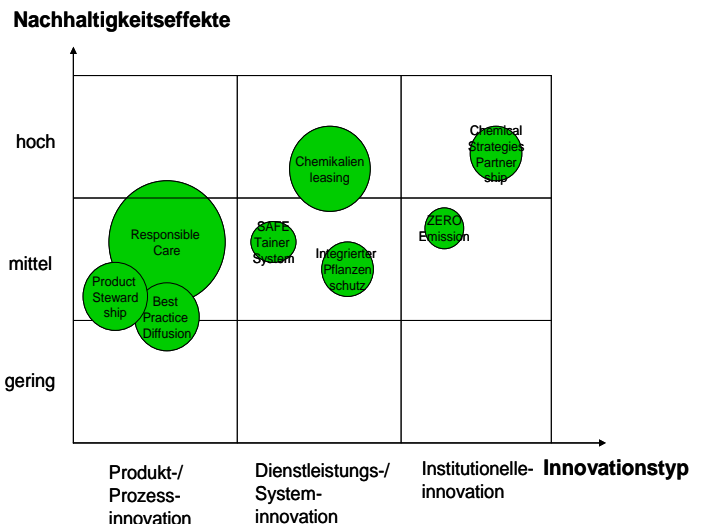 Nachhaltigkeitseffekte
hoch
Chemikalien
leasing
Chemical
Strategies
Partner
ship
mittel
Responsible
Care
SAFE
Tainer
System
Integrierter
Pflanzen
schutz
ZERO
Emission
Product
Steward
ship
Best
Practice
Diffusion
gering
Produkt-/
Prozess-
innovation
Dienstleistungs-/
System-
innovation
Institutionelle-
innovation
Innovationstyp